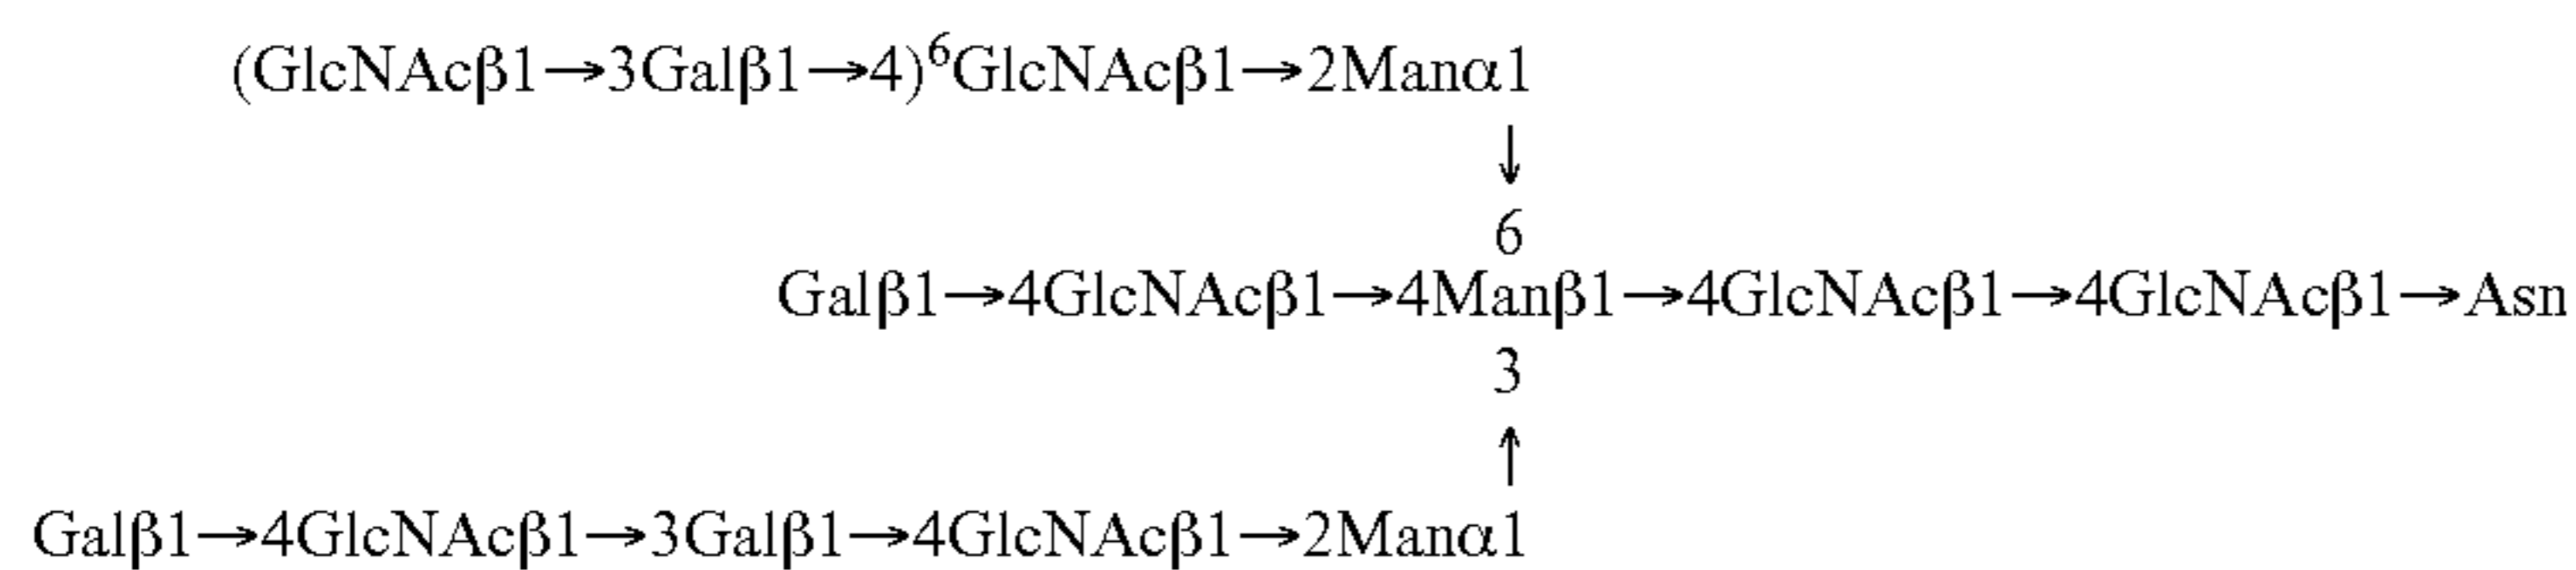 (GlcNAcβ1→3Galβ1→4)⁶GlcNAcβ1→2Manα1
↓
6
Galβ1→4GlcNAcβ1→4Manβ1→4GlcNAcβ1→4GlcNAcβ1→Asn
3
↑
Galβ1→4GlcNAcβ1→3Galβ1→4GlcNAcβ1→2Manα1